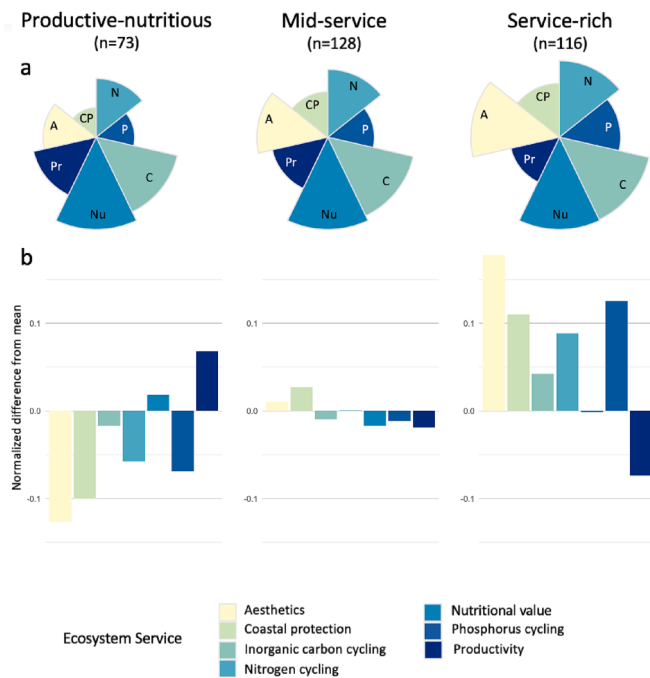 Productive-nutritious
(n=73)
Mid-service
(n=128)
Service-rich
(n=116)
a
N
P
C
Nu
Pr
A
CP
N
P
C
Nu
Pr
A
CP
N
P
C
Nu
Pr
A
CP
b
Normalized difference from mean
0.1
0.0
-0.1
0.1
0.0
-0.1
0.1
0.0
-0.1
Ecosystem Service
Aesthetics
Coastal protection
Inorganic carbon cycling
Nitrogen cycling
Nutritional value
Phosphorus cycling
Productivity